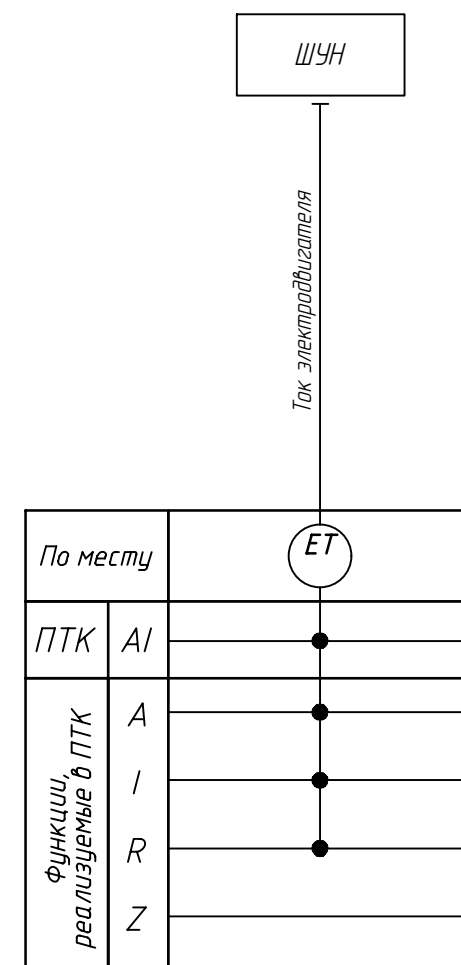 ШУН
Ток электродвигателя
По месту
ET
ПТК
AI
Функции,
реализуемые в ПТК
A
I
R
Z